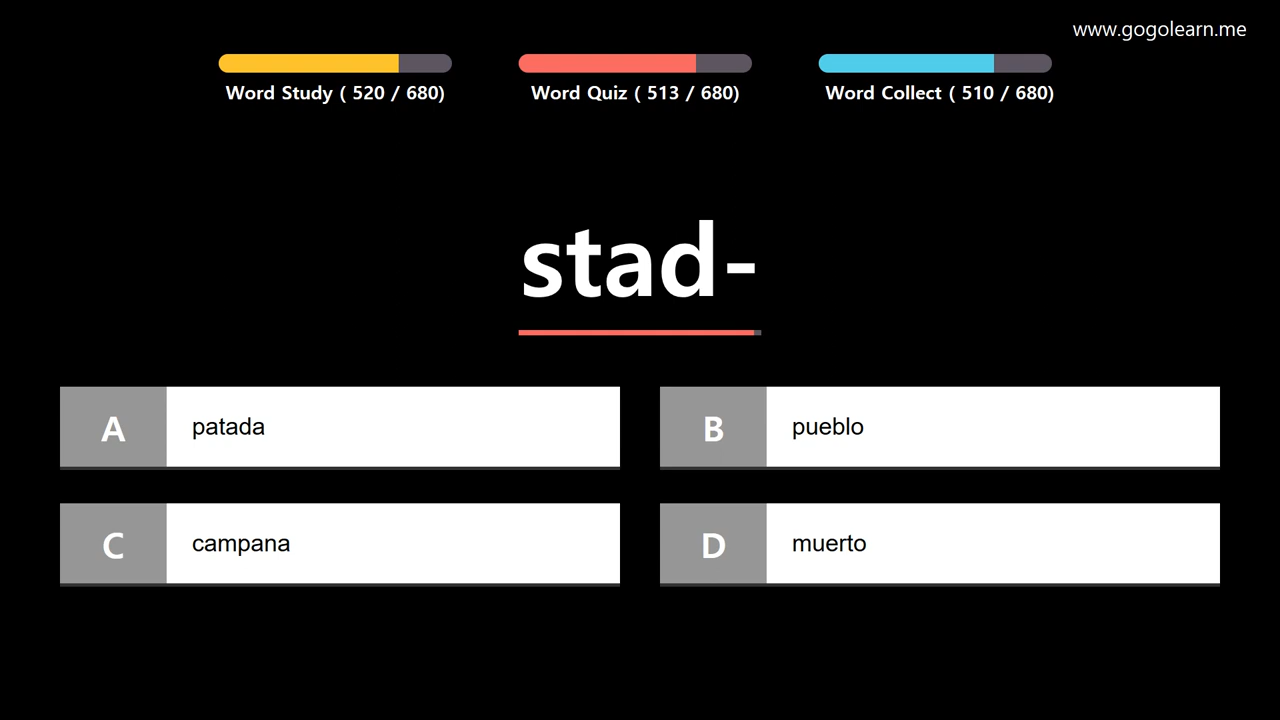 www.gogolearn.me
Word Study ( 520 / 680)
Word Quiz ( 513 / 680)
Word Collect ( 510 / 680)
stad-
A patada
B pueblo
C campana
D muerto